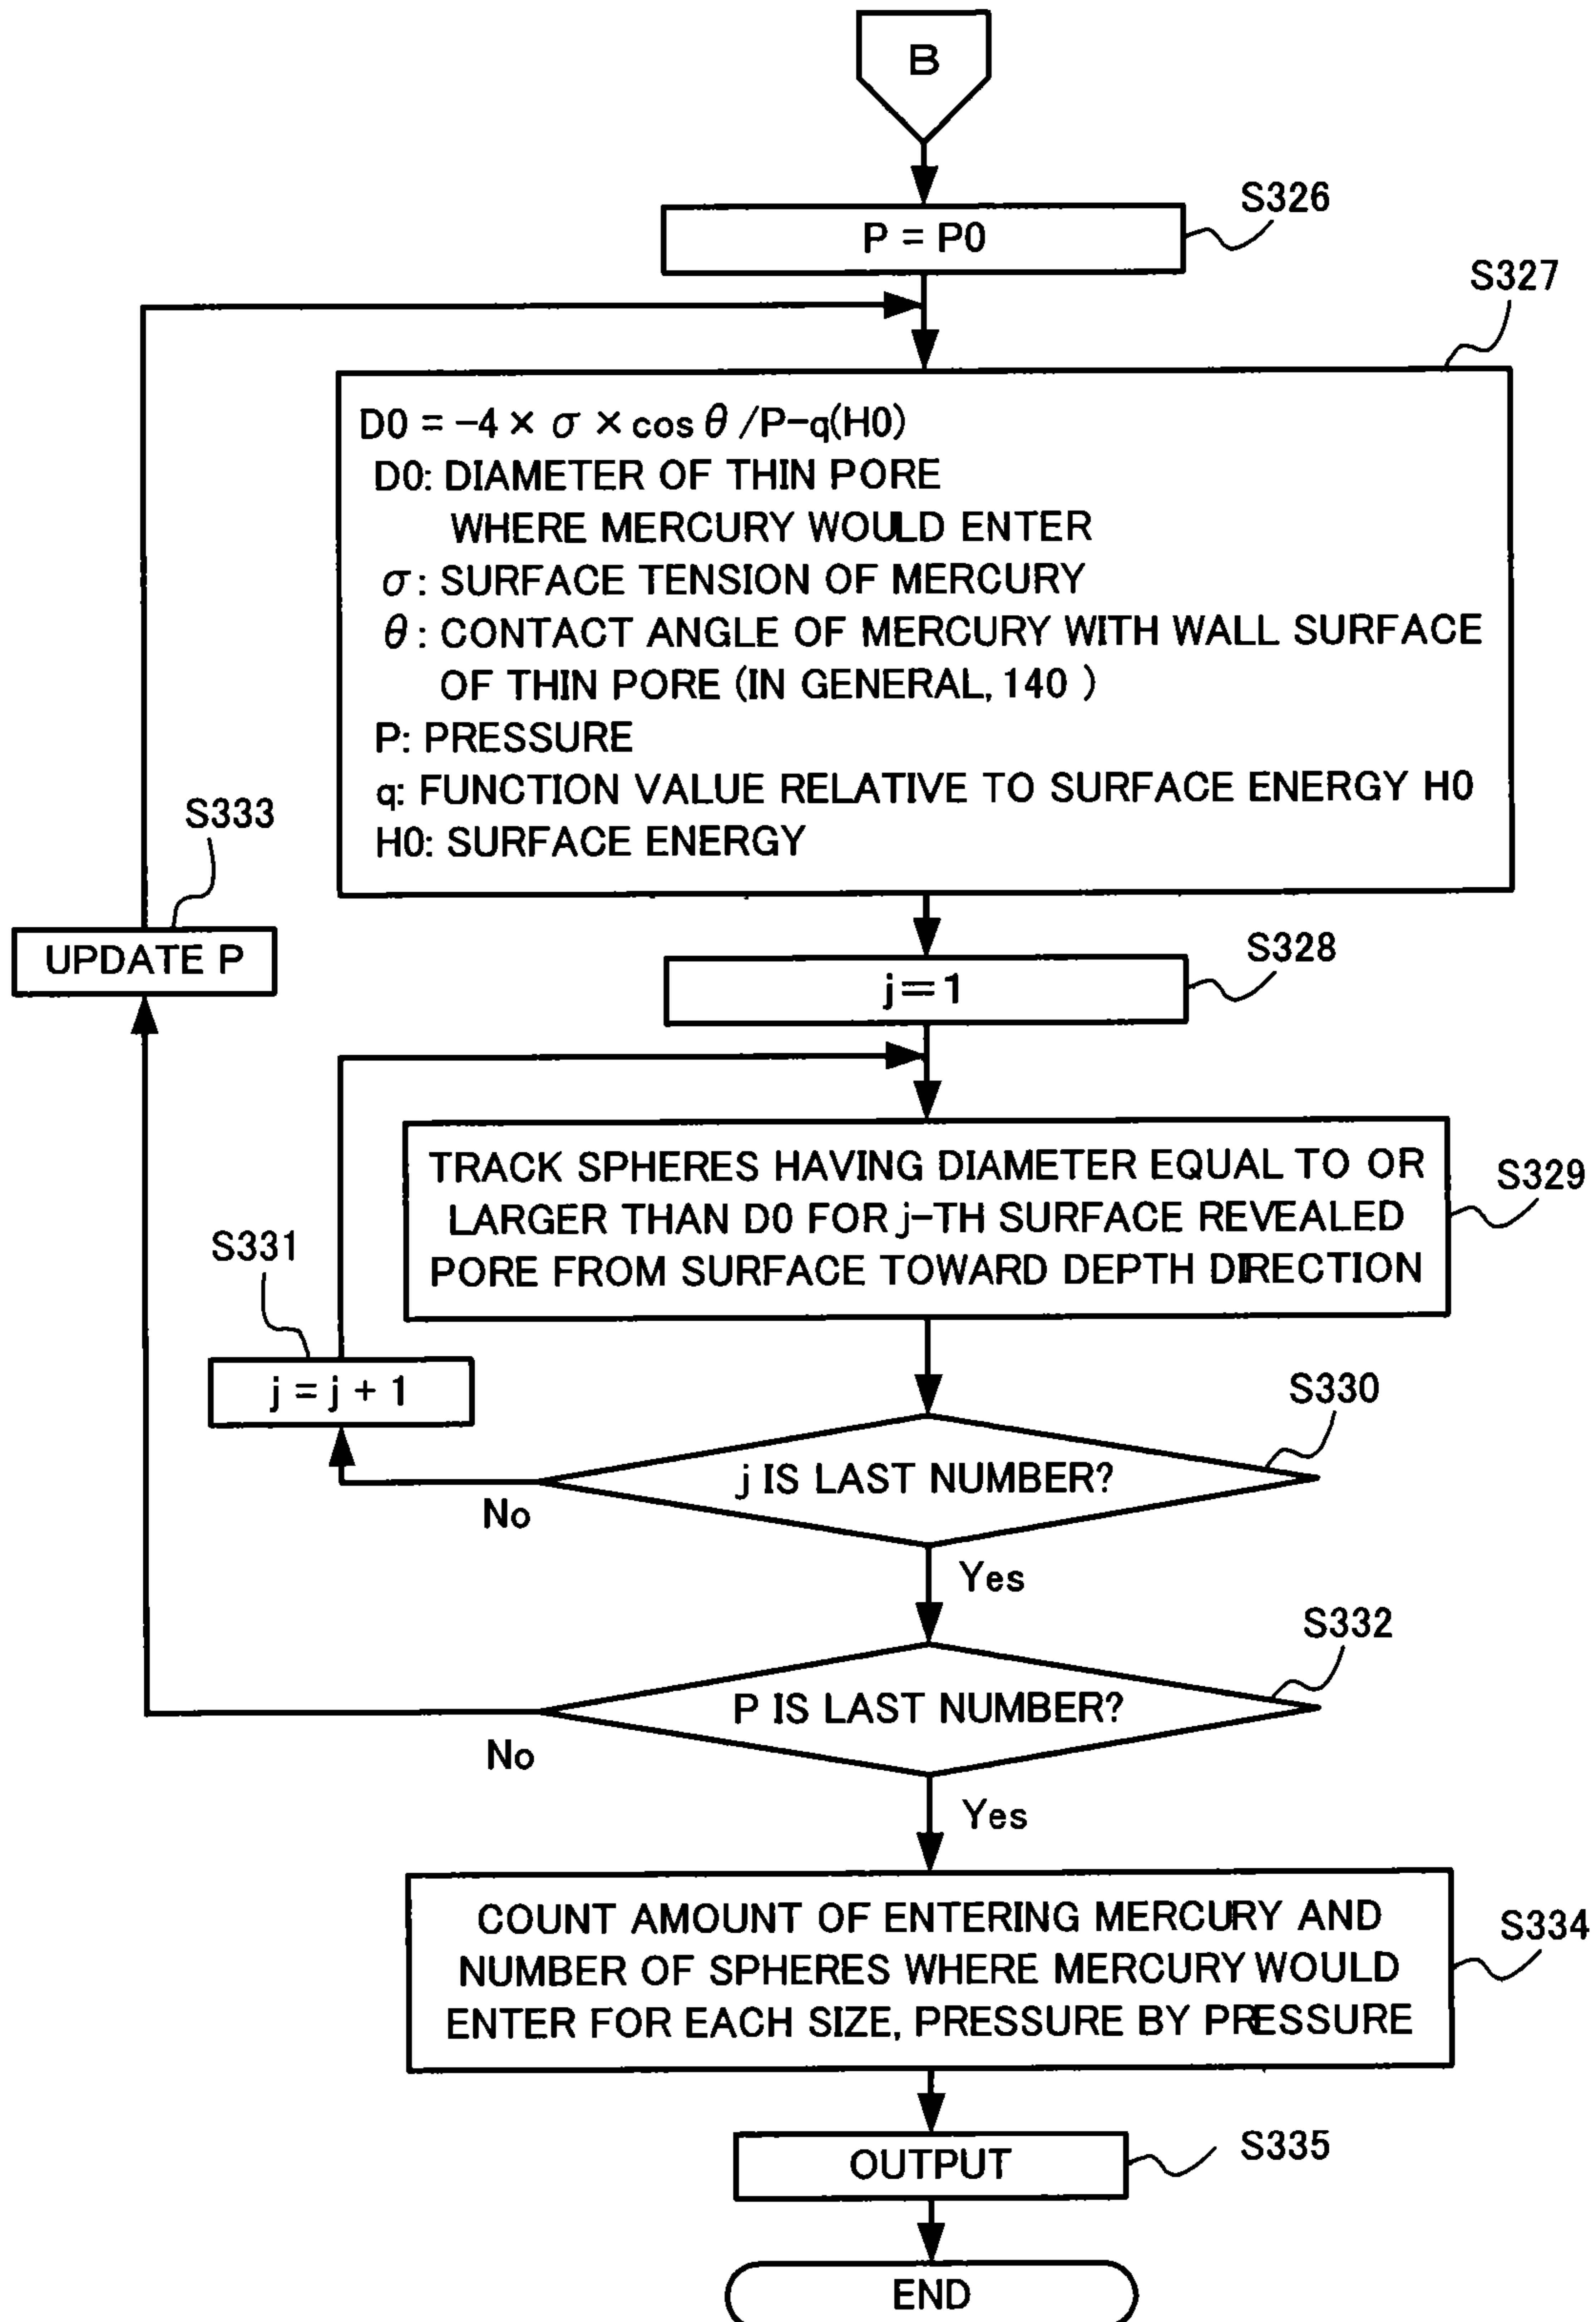 B
P = P0
S326
S327
D0 = −4 × σ × cos θ /P−q(H0)
D0: DIAMETER OF THIN PORE
WHERE MERCURY WOULD ENTER
σ: SURFACE TENSION OF MERCURY
θ: CONTACT ANGLE OF MERCURY WITH WALL SURFACE
OF THIN PORE (IN GENERAL, 140 )
P: PRESSURE
q: FUNCTION VALUE RELATIVE TO SURFACE ENERGY H0
H0: SURFACE ENERGY
S333
UPDATE P
S328
j=1
TRACK SPHERES HAVING DIAMETER EQUAL TO OR
LARGER THAN D0 FOR j-TH SURFACE REVEALED
PORE FROM SURFACE TOWARD DEPTH DIRECTION
S329
S331
j = j + 1
S330
j IS LAST NUMBER?
No
Yes
S332
P IS LAST NUMBER?
No
Yes
COUNT AMOUNT OF ENTERING MERCURY AND
NUMBER OF SPHERES WHERE MERCURY WOULD
ENTER FOR EACH SIZE, PRESSURE BY PRESSURE
S334
OUTPUT
S335
END